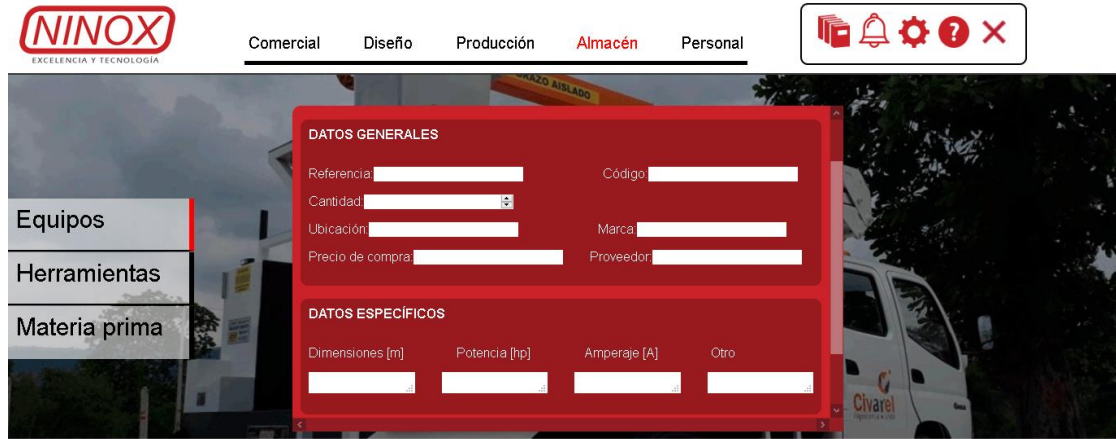 NINOX
EXCELENCIA Y TECNOLOGÍA
Comercial Diseño Producción Almacén Personal
?
BRAZO AISLADO
DATOS GENERALES
Referencia: Código:
Cantidad:
Ubicación: Marca:
Precio de compra: Proveedor:
Equipos
Herramientas
Materia prima
DATOS ESPECÍFICOS
Dimensiones [m] Potencia [hp] Amperaje [A] Otro
Civarel